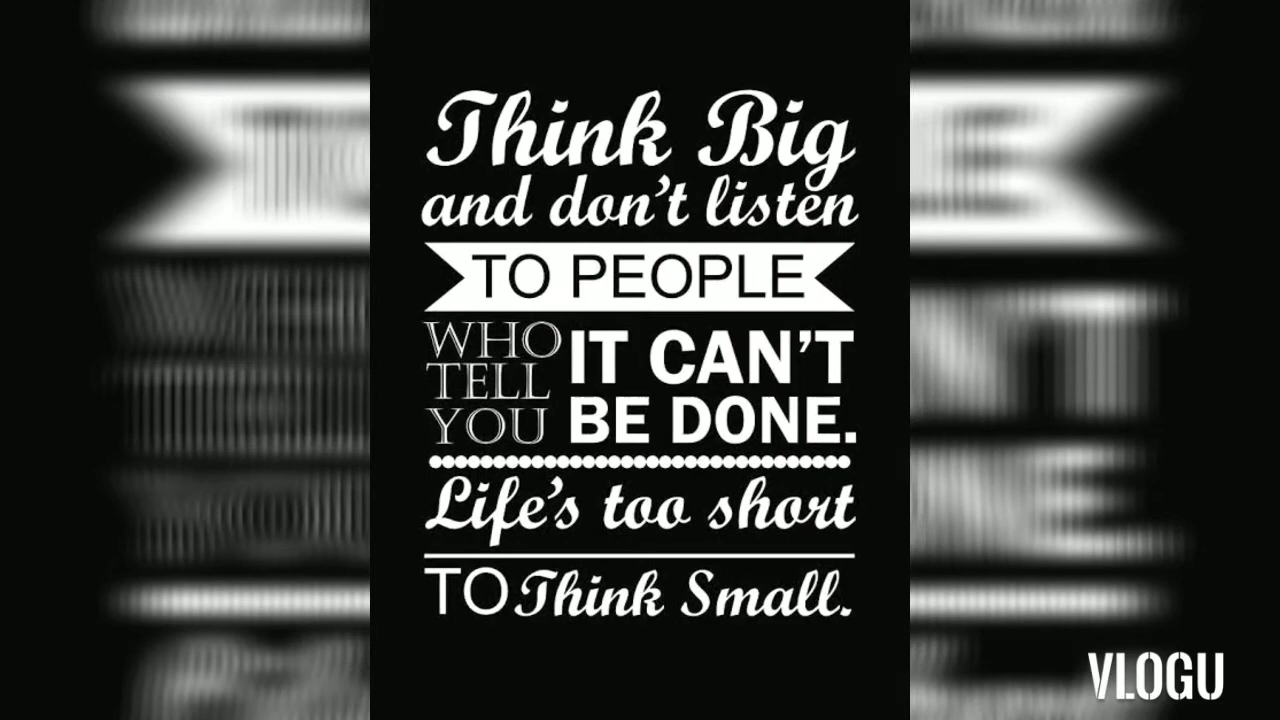 Think Big
and don't listen
TO PEOPLE
WHO
TELL
YOU
IT CAN'T
BE DONE.
Life's too short
TO Think Small.
VLOGU